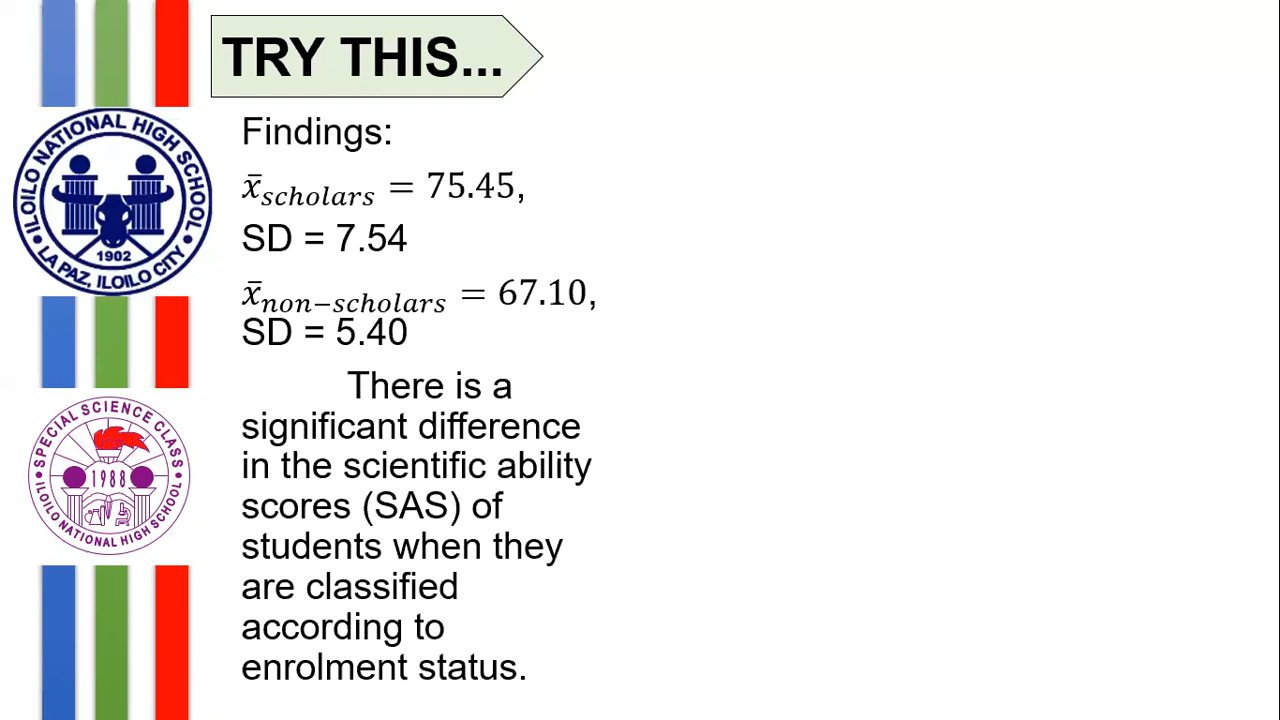 TRY THIS...
Findings:
x̄scholars = 75.45,
SD = 7.54
x̄non−scholars = 67.10,
SD = 5.40
There is a
significant difference
in the scientific ability
scores (SAS) of
students when they
are classified
according to
enrolment status.
ILOILO NATIONAL HIGH SCHOOL
1902
LA PAZ, ILOILO CITY
SPECIAL SCIENCE CLASS
1988
ILOILO NATIONAL HIGH SCHOOL